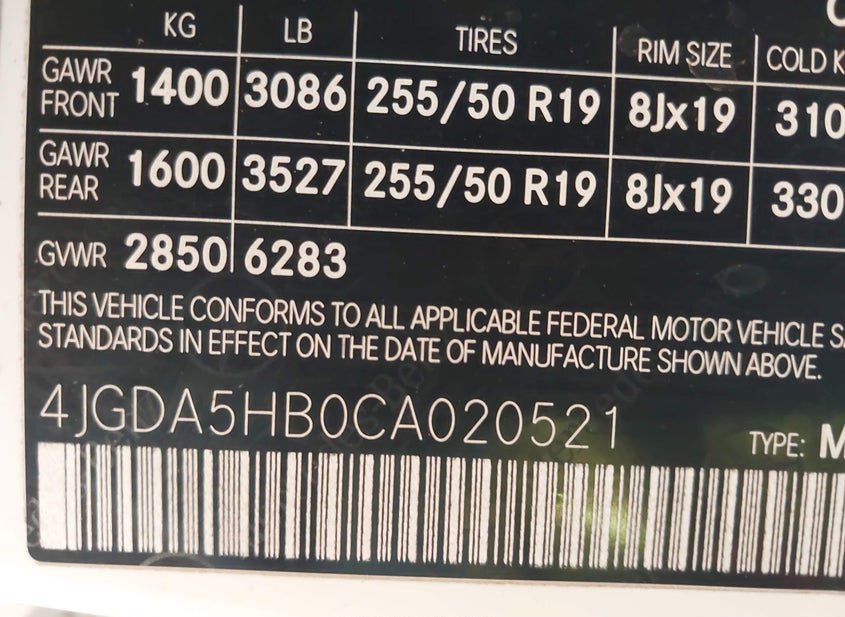 KG LB TIRES RIM SIZE COLD K
GAWR FRONT 1400 3086 255/50 R19 8Jx19 310
GAWR REAR 1600 3527 255/50 R19 8Jx19 330
GVWR 2850 6283
THIS VEHICLE CONFORMS TO ALL APPLICABLE FEDERAL MOTOR VEHICLE S
STANDARDS IN EFFECT ON THE DATE OF MANUFACTURE SHOWN ABOVE.
4JGDA5HB0CA020521
TYPE: M